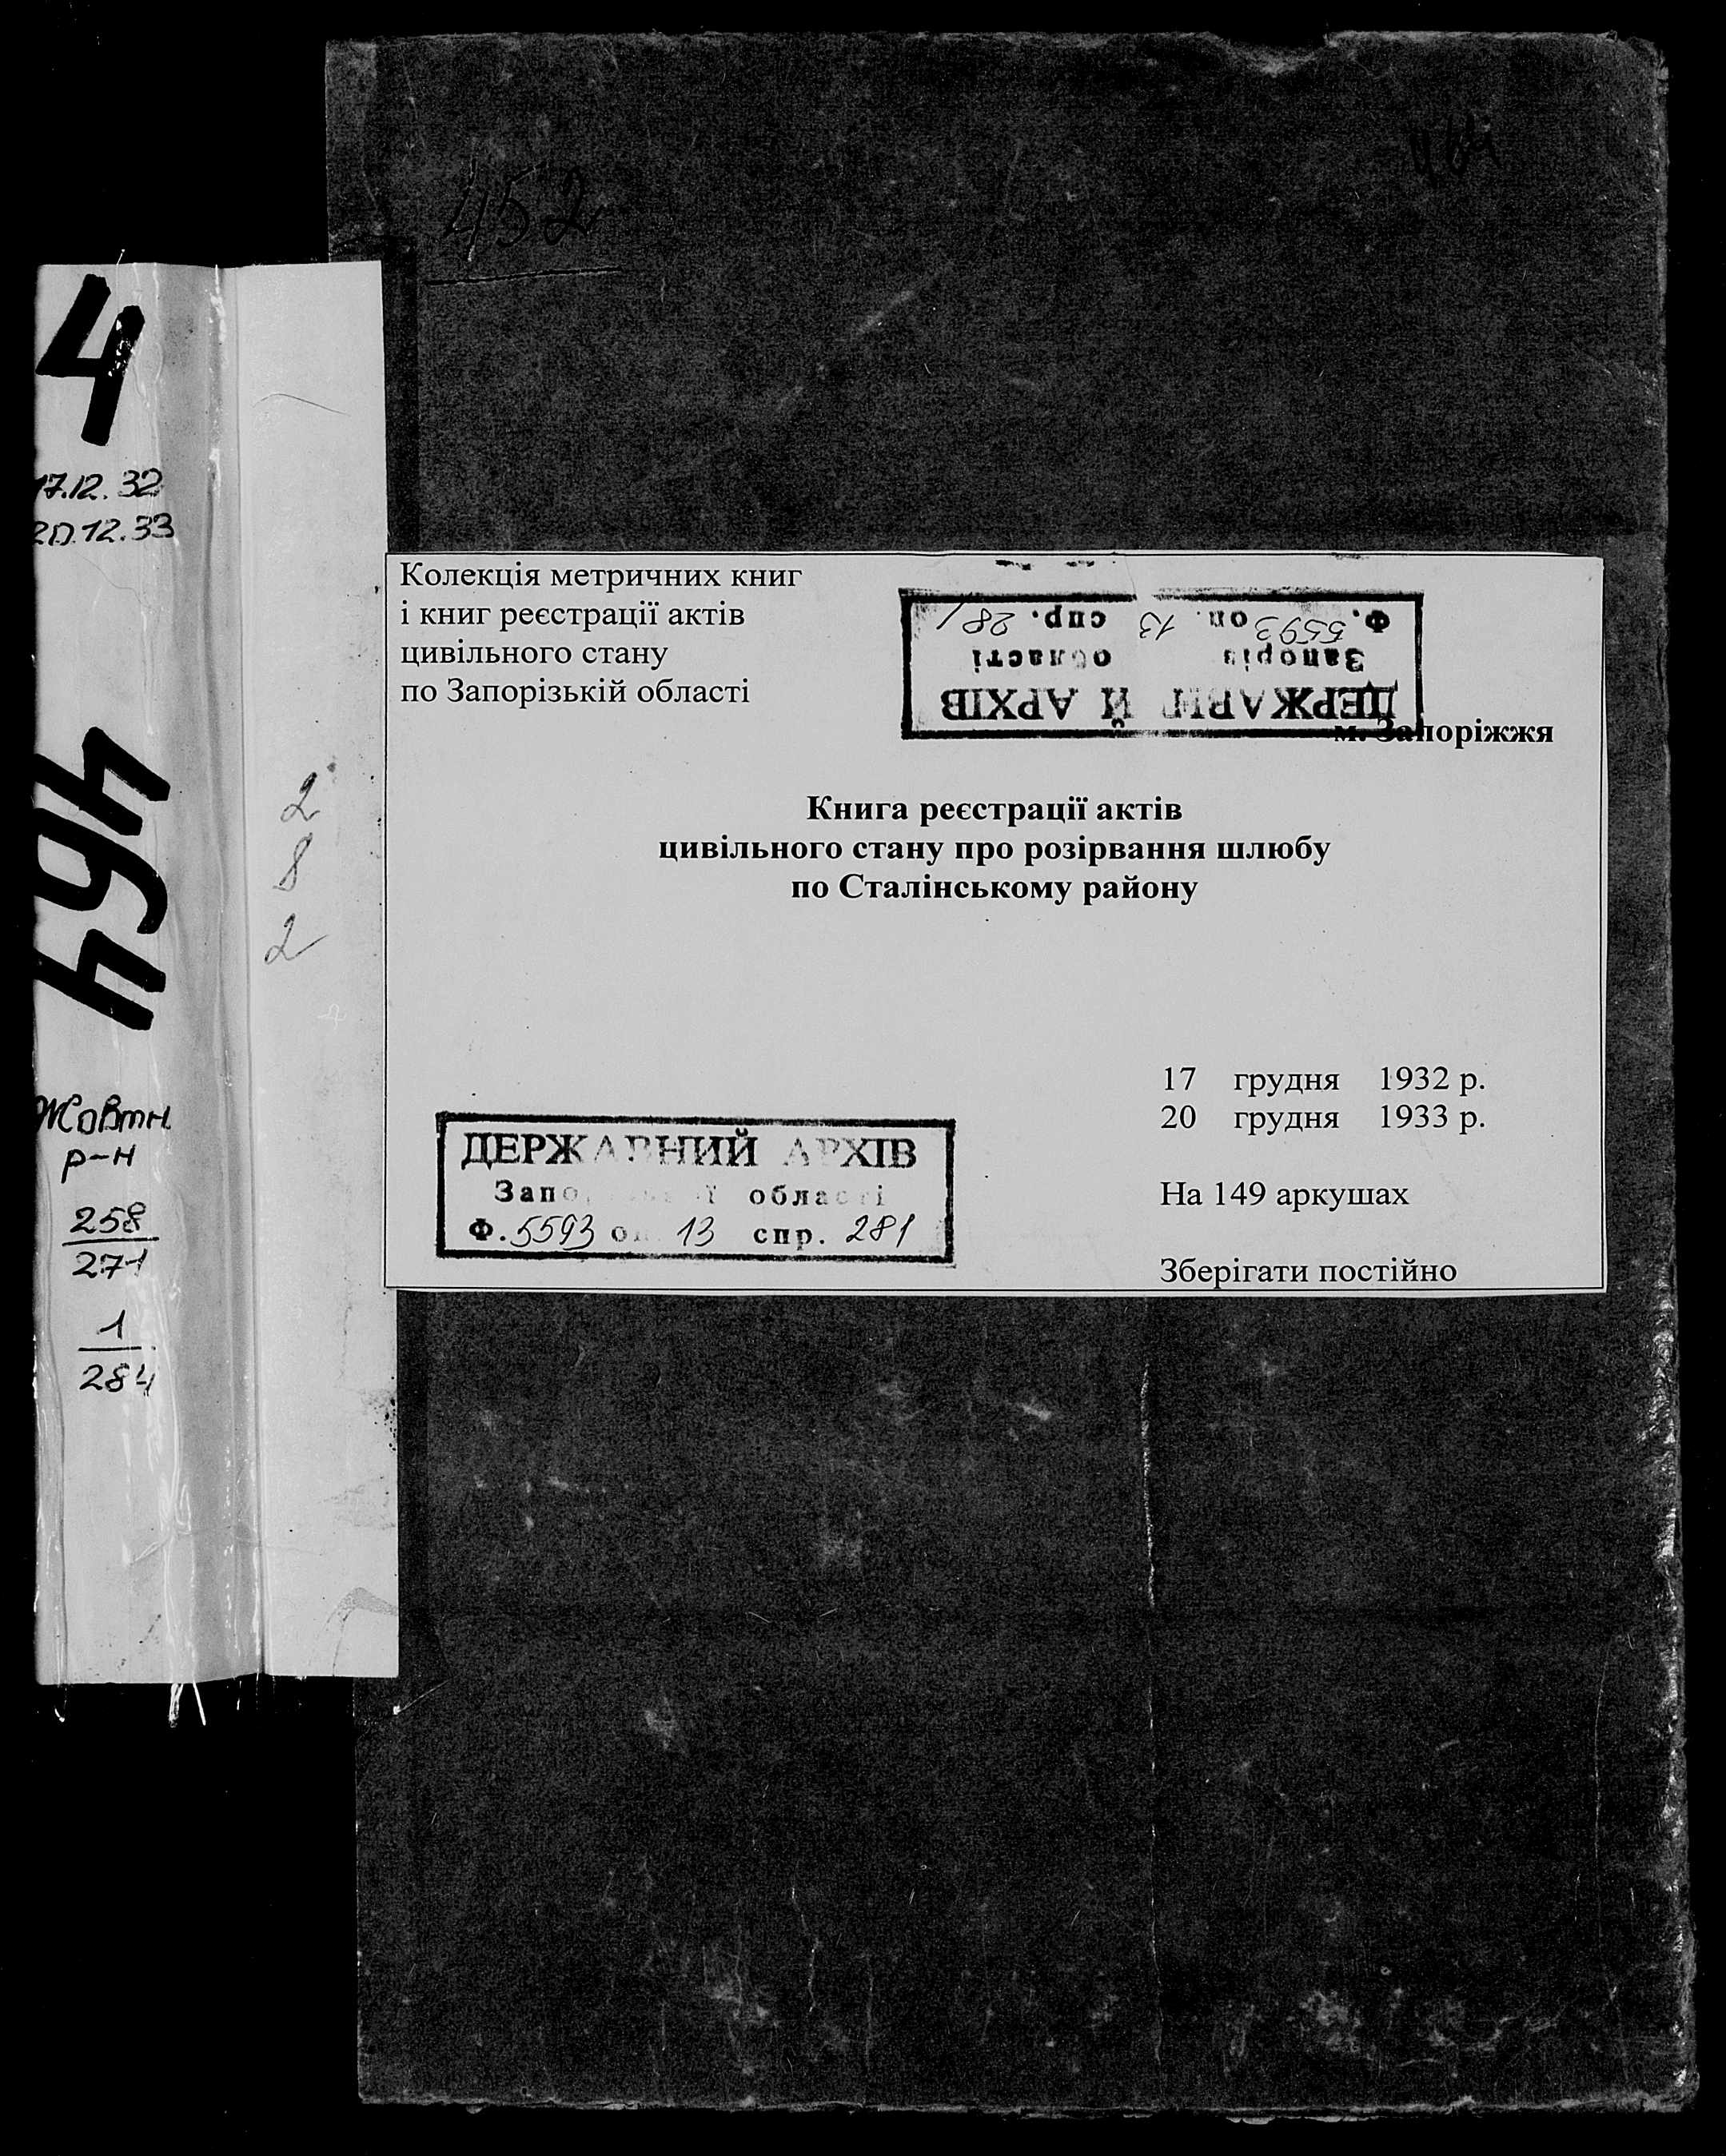 452
464
4
17.12.32
20.12.33
464
Жовтн.
р-н
258
271
1
284
2
8
2
Колекція метричних книг
і книг реєстрації актів
цивільного стану
по Запорізькій області
ДЕРЖАВНИЙ АРХІВ
Запоріз області
Ф. 5593 оп. 13 спр. 281
м. Запоріжжя
Книга реєстрації актів
цивільного стану про розірвання шлюбу
по Сталінському району
17 грудня 1932 р.
20 грудня 1933 р.
На 149 аркушах
Зберігати постійно
ДЕРЖАВНИЙ АРХІВ
Запорізької області
Ф. 5593 оп. 13 спр. 281